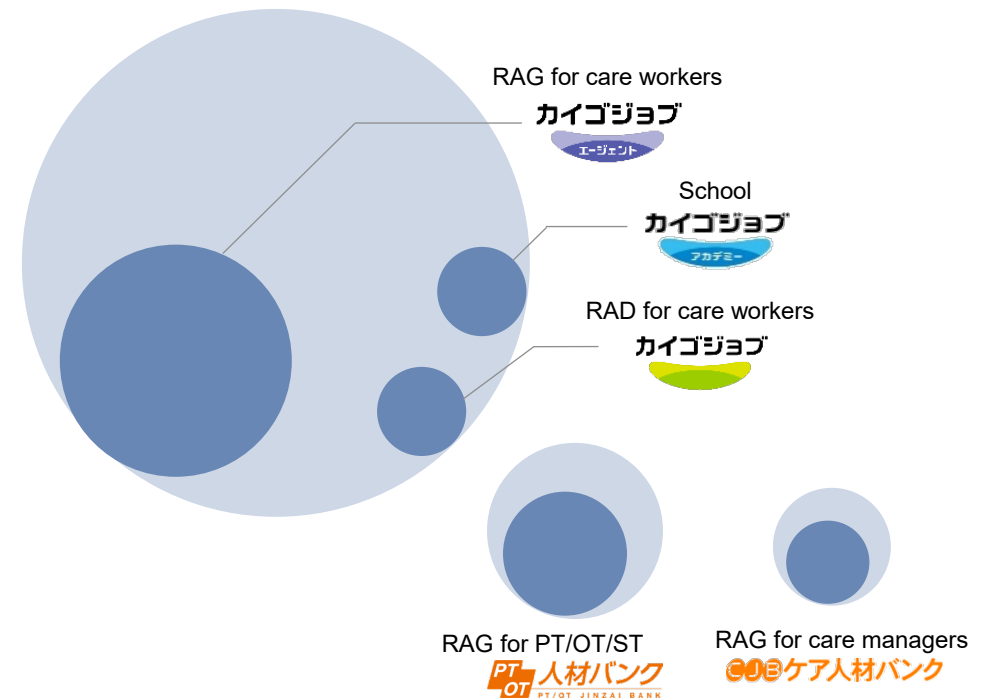 RAG for care workers
カイゴジョブ
エージェント
School
カイゴジョブ
アカデミー
RAD for care workers
カイゴジョブ
RAG for PT/OT/ST
PT OT 人材バンク
PT/OT JINZAI BANK
RAG for care managers
CJBケア人材バンク